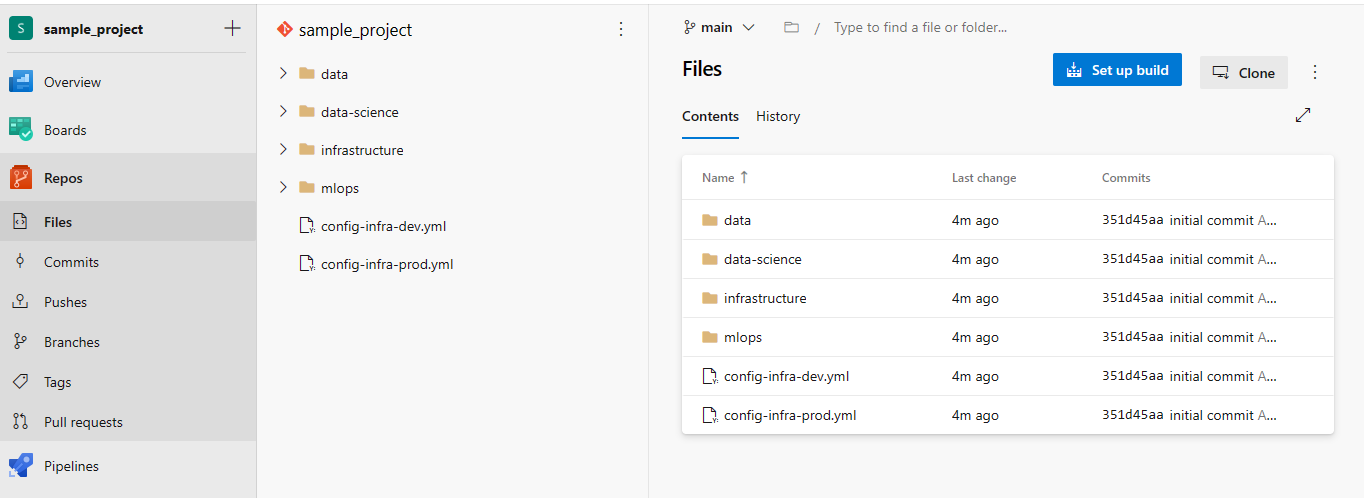 S sample_project +
Overview
Boards
Repos
Files
Commits
Pushes
Branches
Tags
Pull requests
Pipelines
sample_project
data
data-science
infrastructure
mlops
config-infra-dev.yml
config-infra-prod.yml
main / Type to find a file or folder...
Files
Set up build
Clone
Contents History
Name ↑ Last change Commits
data 4m ago 351d45aa initial commit A...
data-science 4m ago 351d45aa initial commit A...
infrastructure 4m ago 351d45aa initial commit A...
mlops 4m ago 351d45aa initial commit A...
config-infra-dev.yml 4m ago 351d45aa initial commit A...
config-infra-prod.yml 4m ago 351d45aa initial commit A...